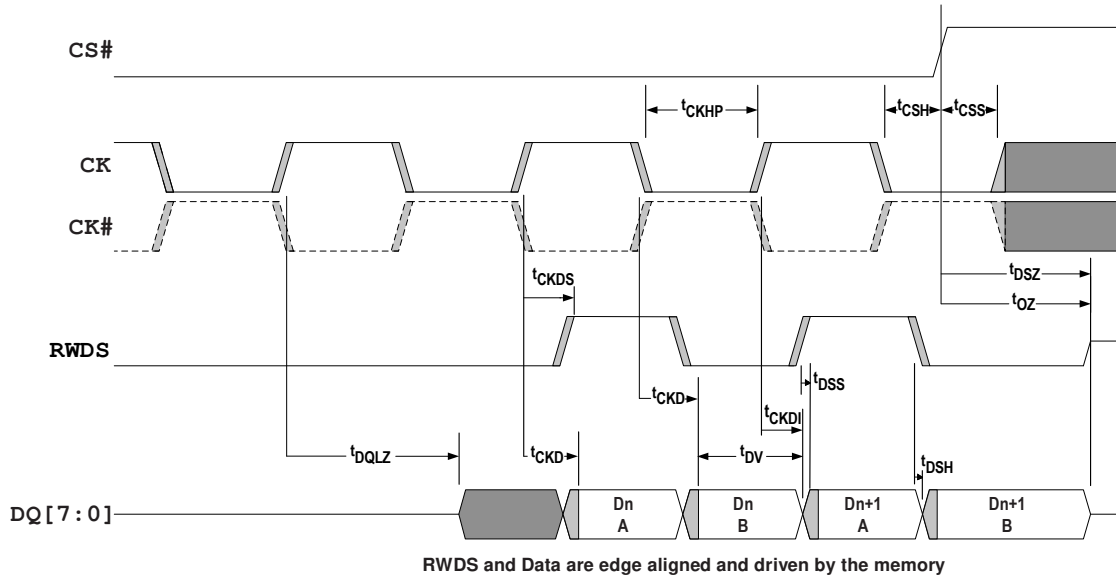 CS#
tCKHP
tCSH
tCSS
CK
CK#
tDSZ
tCKDS
tOZ
RWDS
tDSS
tCKD
tCKDI
tDQLZ
tCKD
tDV
tDSH
DQ[7:0]
Dn A
Dn B
Dn+1 A
Dn+1 B
RWDS and Data are edge aligned and driven by the memory